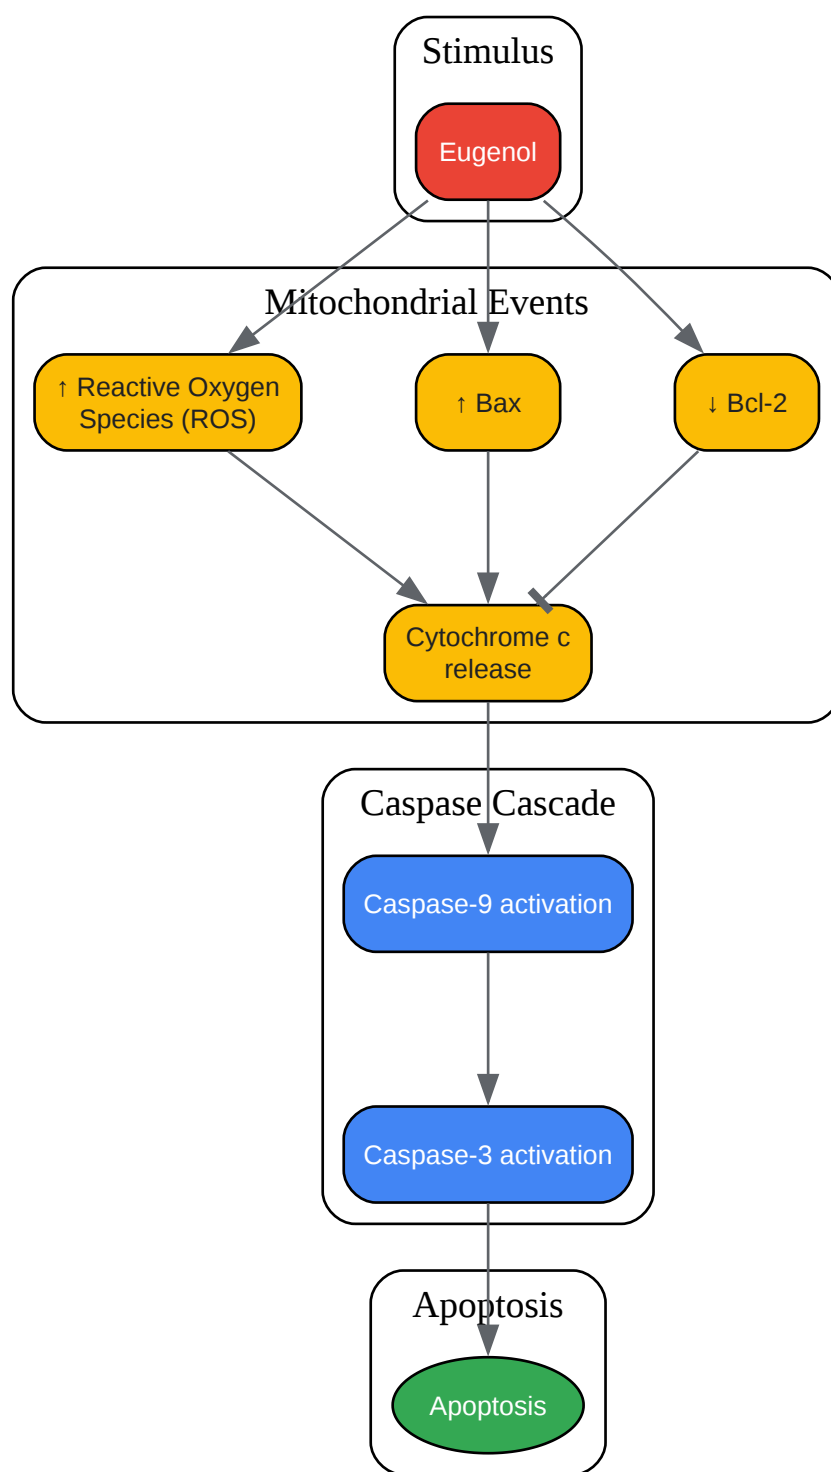 Stimulus
Eugenol
Mitochondrial Events
↑ Reactive Oxygen
Species (ROS)
↑ Bax
↓ Bcl-2
Cytochrome c
release
Caspase Cascade
Caspase-9 activation
Caspase-3 activation
Apoptosis
Apoptosis